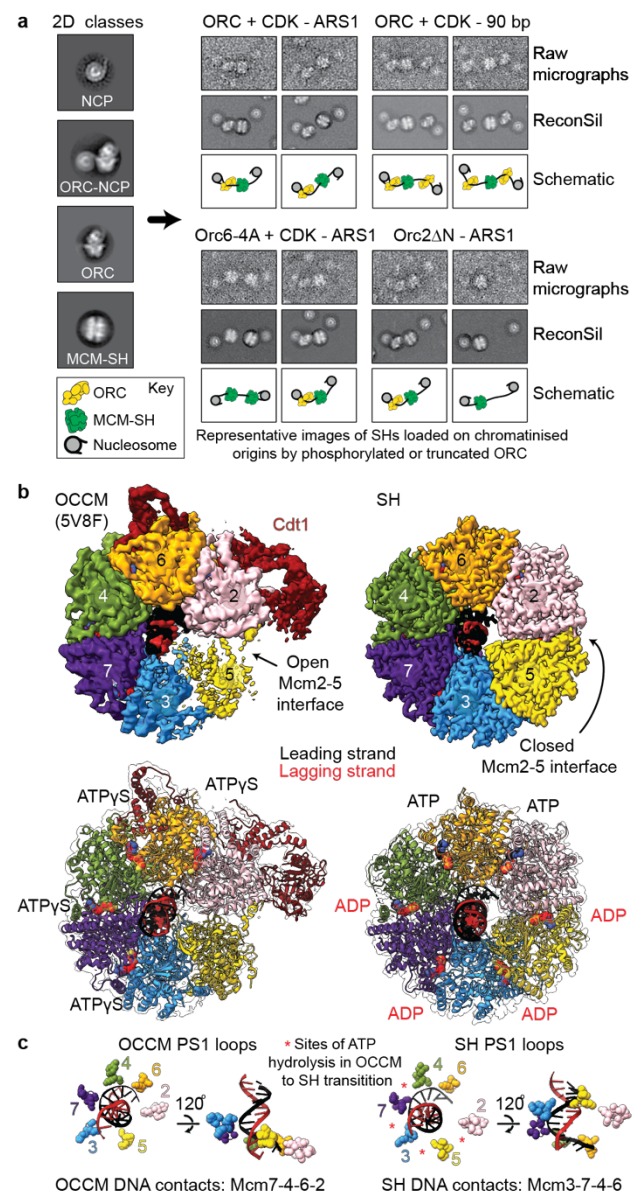 a
2D classes
NCP
ORC-NCP
ORC
MCM-SH
Key
ORC
MCM-SH
Nucleosome
ORC + CDK - ARS1
ORC + CDK - 90 bp
Raw
micrographs
ReconSil
Schematic
Orc6-4A + CDK - ARS1
Orc2ΔN - ARS1
Raw
micrographs
ReconSil
Schematic
Representative images of SHs loaded on chromatinised
origins by phosphorylated or truncated ORC
b
OCCM
(5V8F)
Cdt1
6
4
2
7
5
3
Open
Mcm2-5
interface
SH
6
4
2
7
5
3
Closed
Mcm2-5 interface
Leading strand
Lagging strand
ATPγS
ATPγS
ATPγS
ATPγS
ATP
ATP
ADP
ADP
ADP
ADP
c
OCCM PS1 loops
* Sites of ATP
hydrolysis in OCCM
to SH transitition
SH PS1 loops
4
6
7
2
3
5
120°
4
6
7
2
3
5
120°
* * * *
OCCM DNA contacts: Mcm7-4-6-2
SH DNA contacts: Mcm3-7-4-6